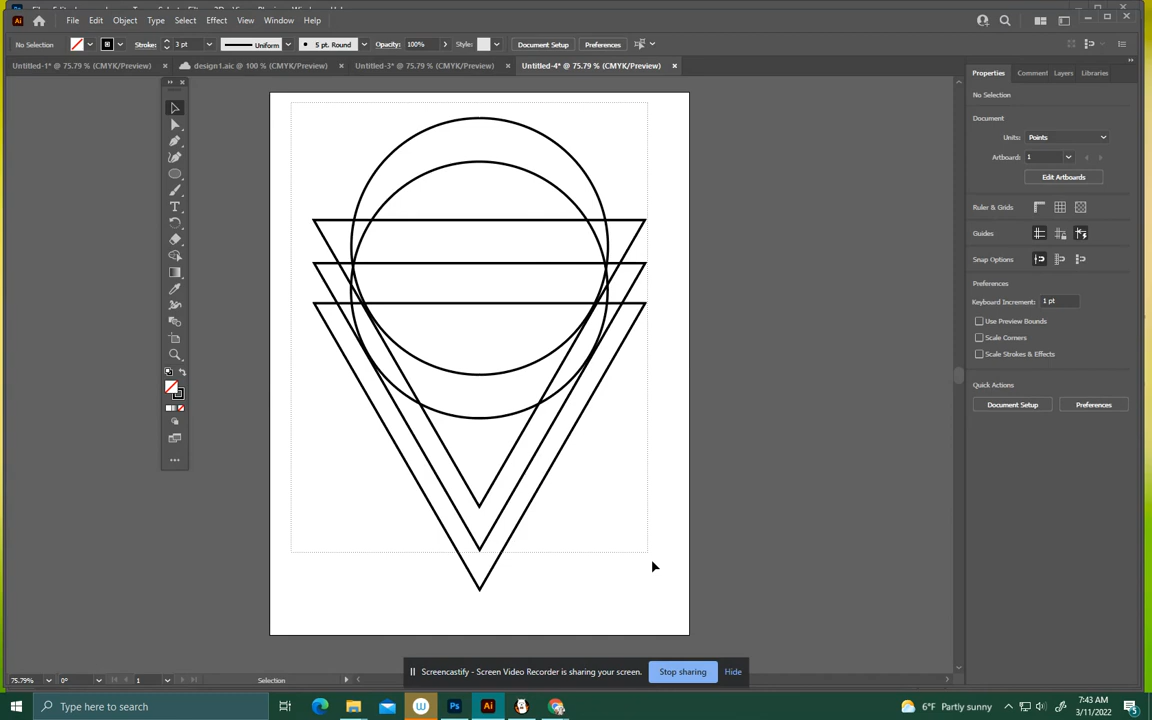 Ai File Edit Object Type Select Effect View Window Help
No Selection Stroke: 3 pt Uniform 5 pt. Round Opacity: 100% Style: Document Setup Preferences
Untitled-1* @ 75.79 % (CMYK/Preview) × design1.aic @ 100 % (CMYK/Preview) × Untitled-3* @ 75.79 % (CMYK/Preview) × Untitled-4* @ 75.79 % (CMYK/Preview) ×
Properties Comment Layers Libraries
No Selection
Document
Units: Points
Artboard: 1
Edit Artboards
Ruler & Grids
Guides
Snap Options
Preferences
Keyboard Increment: 1 pt
Use Preview Bounds
Scale Corners
Scale Strokes & Effects
Quick Actions
Document Setup Preferences
Screencastify - Screen Video Recorder is sharing your screen. Stop sharing Hide
75.79% 0° 1 Selection
Type here to search Ps Ai 6°F Partly sunny 7:43 AM
3/11/2022 5